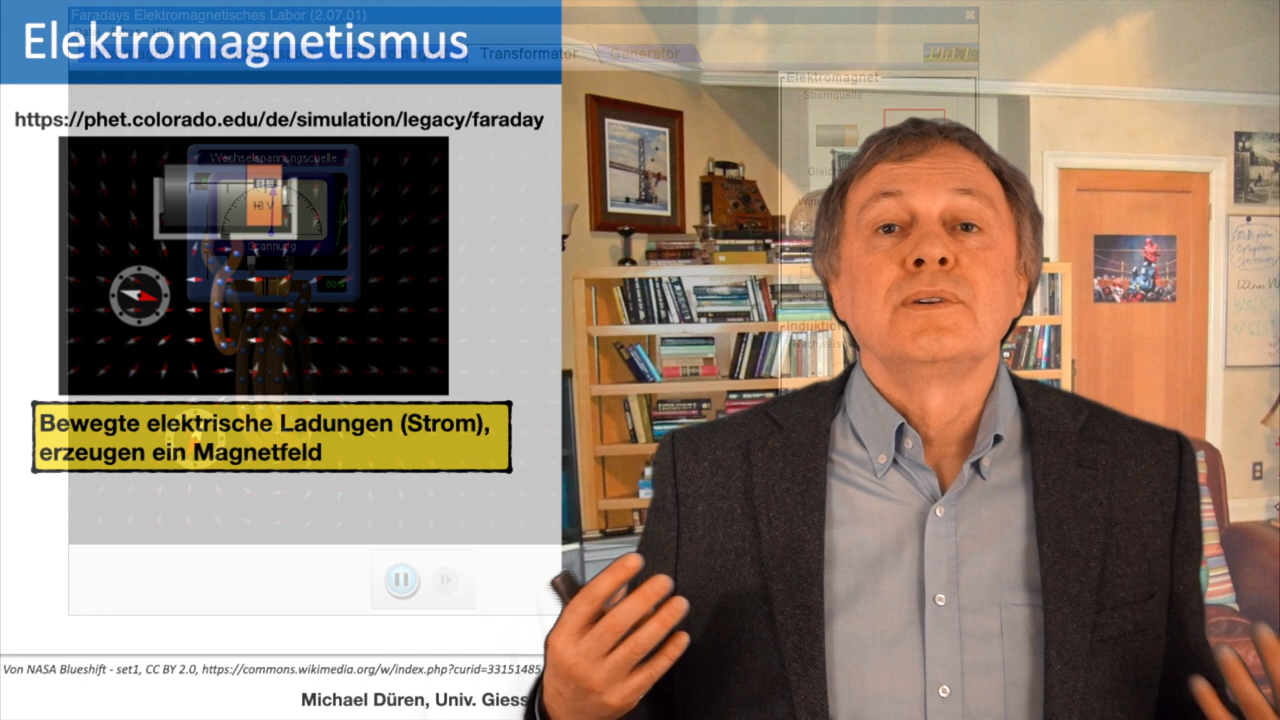 Faradays Elektromagnetisches Labor (2.07.01)
Elektromagnetismus
Transformator
Generator
PhET
Elektromagnet
Stromquelle
https://phet.colorado.edu/de/simulation/legacy/faraday
Wechselspannungsquelle
10 V
Spannung
Bewegte elektrische Ladungen (Strom),
erzeugen ein Magnetfeld
Von NASA Blueshift - set1, CC BY 2.0, https://commons.wikimedia.org/w/index.php?curid=33151485
Michael Düren, Univ. Giess